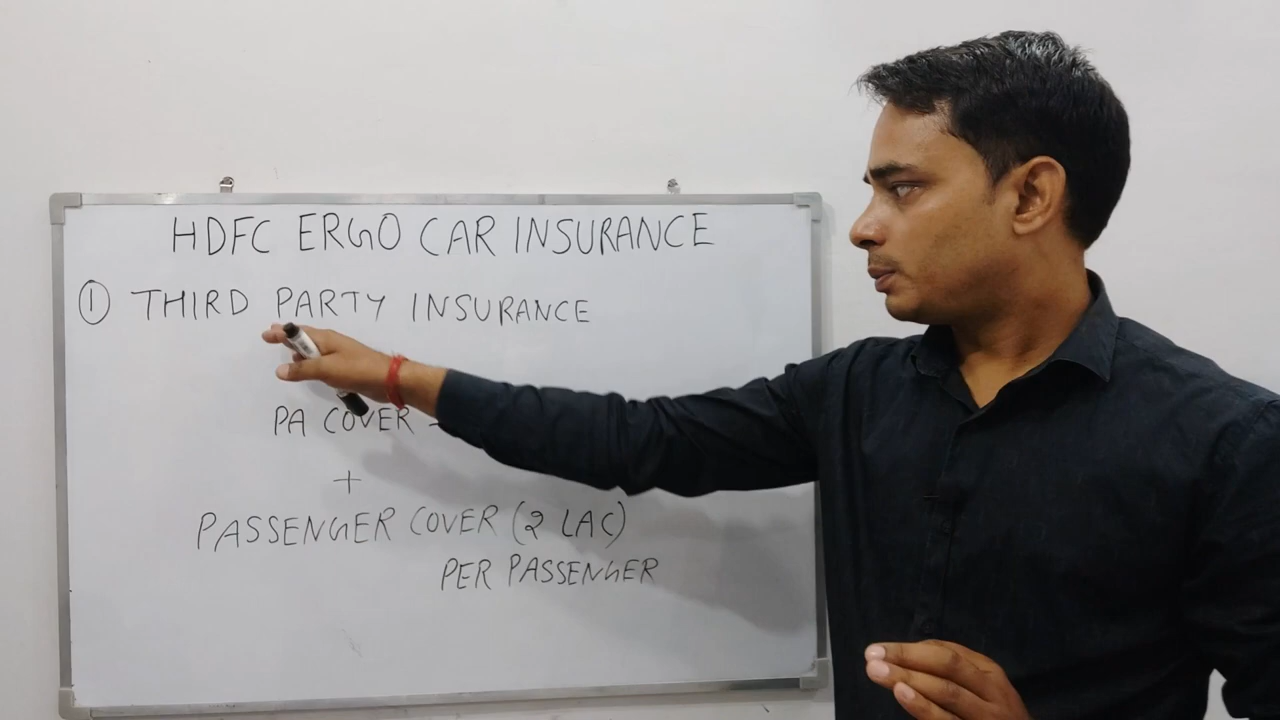 HDFC ERGO CAR INSURANCE
① THIRD PARTY INSURANCE
PA COVER -
+
PASSENGER COVER (2 LAC)
PER PASSENGER